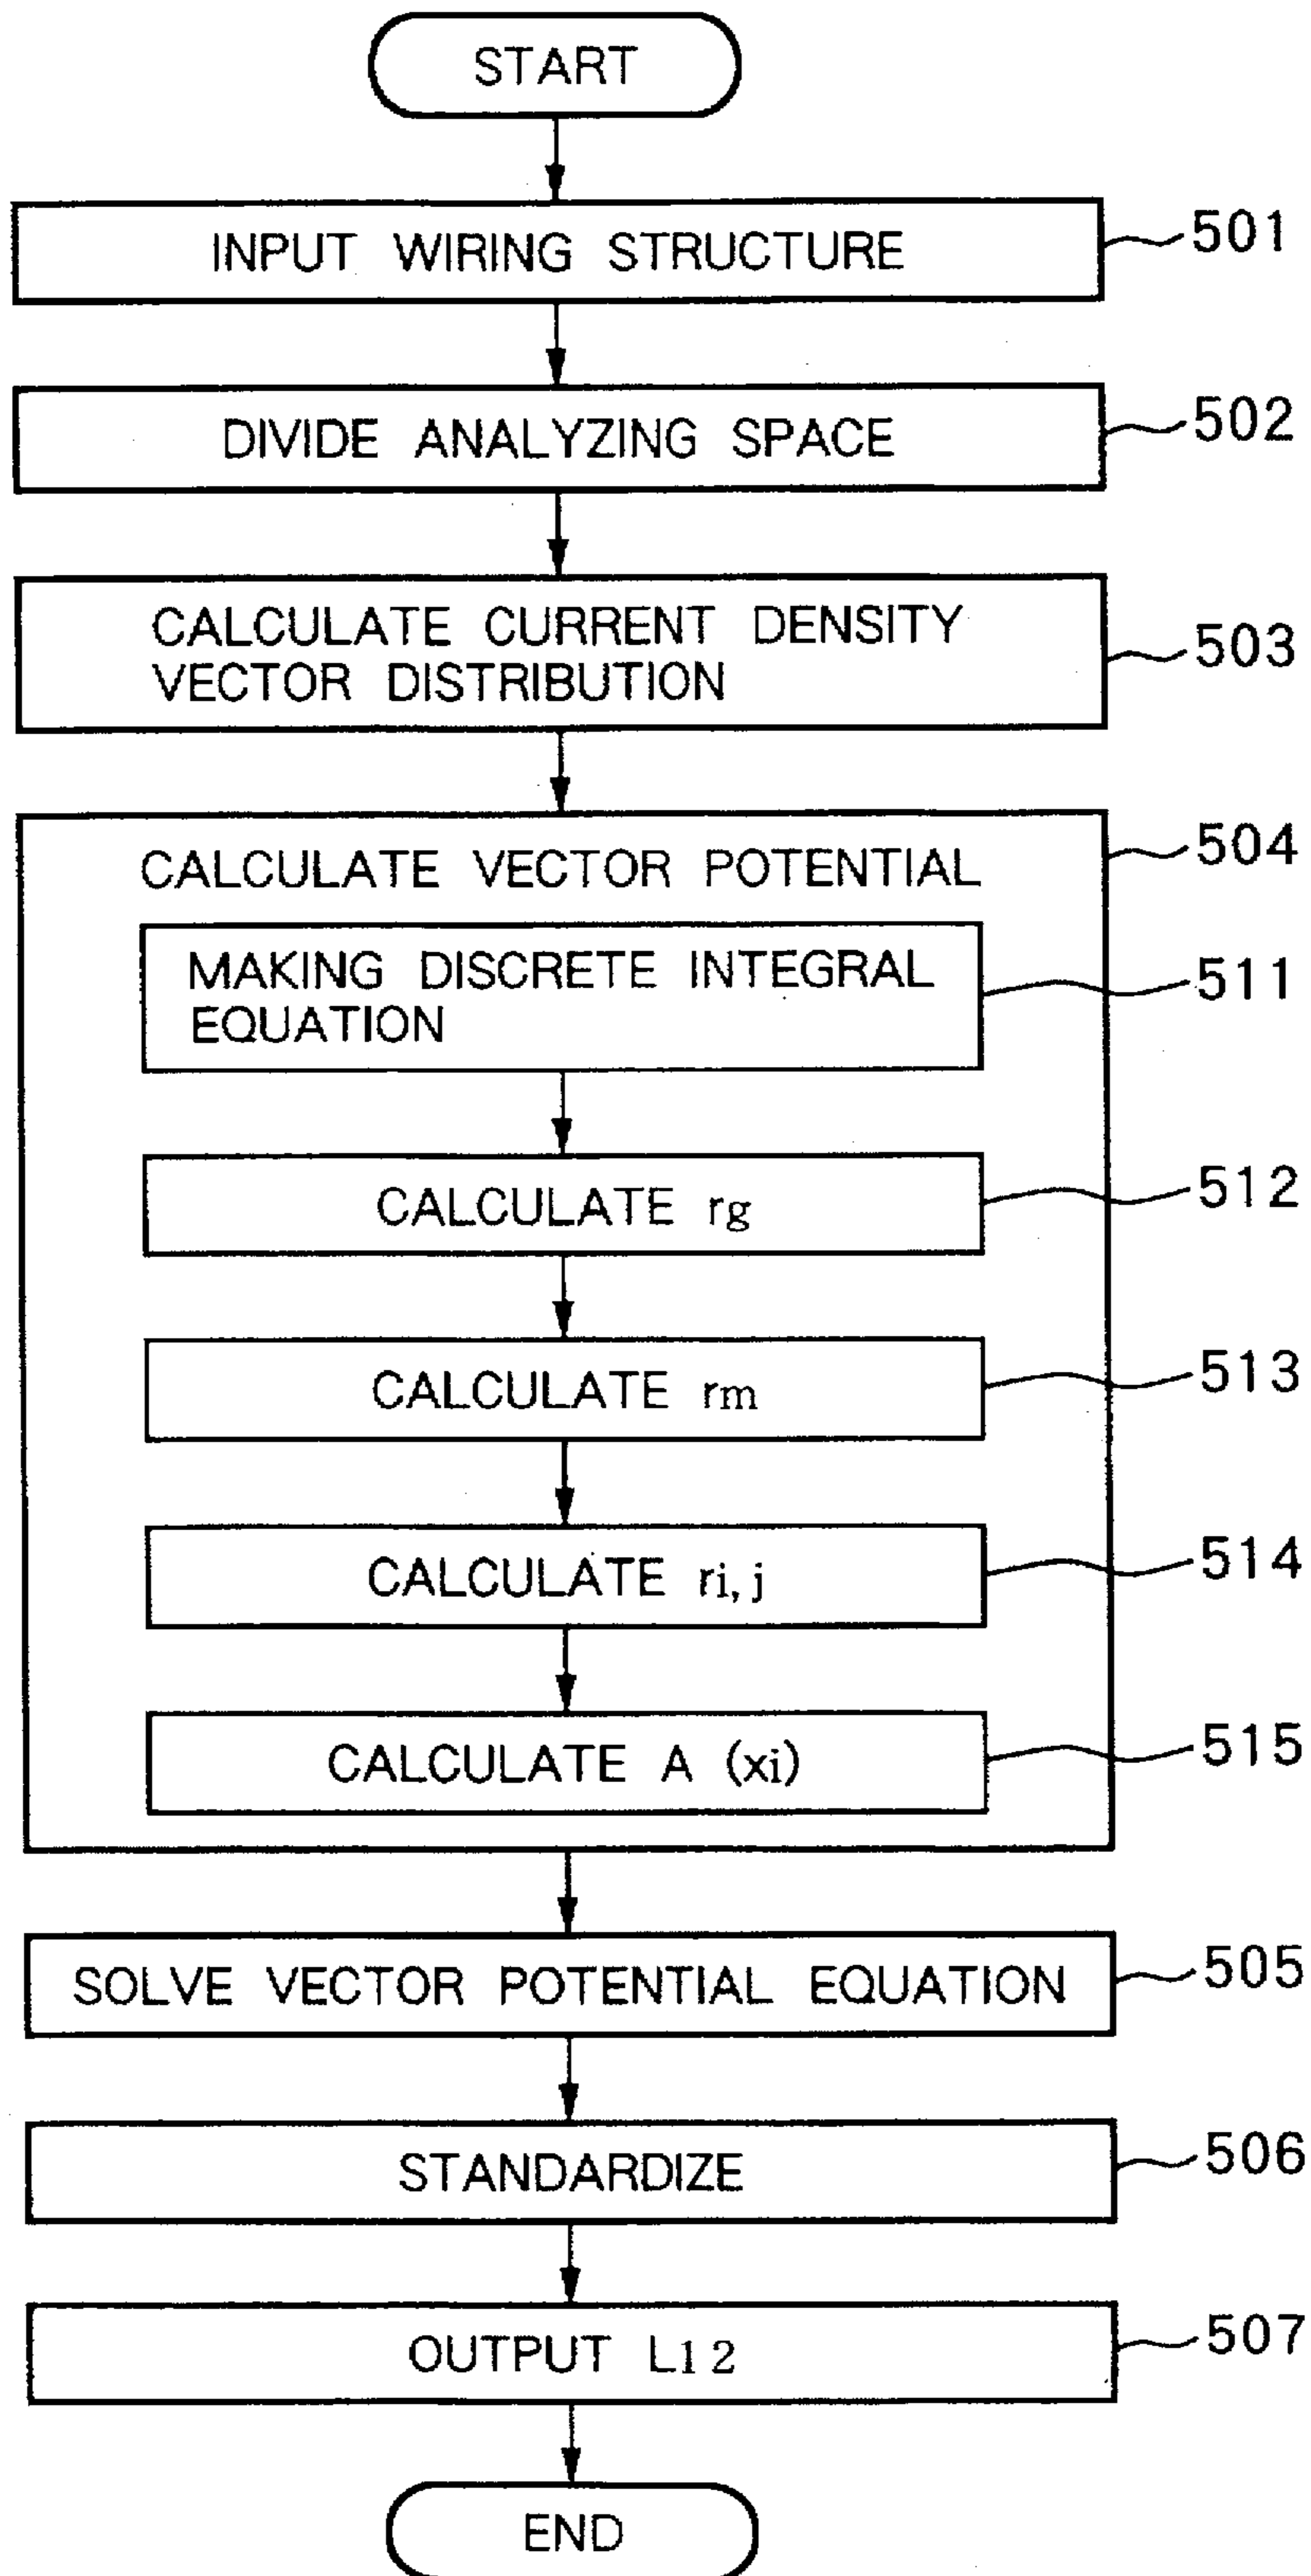 START
INPUT WIRING STRUCTURE
501
DIVIDE ANALYZING SPACE
502
CALCULATE CURRENT DENSITY
VECTOR DISTRIBUTION
503
CALCULATE VECTOR POTENTIAL
504
MAKING DISCRETE INTEGRAL
EQUATION
511
CALCULATE rg
512
CALCULATE rm
513
CALCULATE ri,j
514
CALCULATE A (xi)
515
SOLVE VECTOR POTENTIAL EQUATION
505
STANDARDIZE
506
OUTPUT L12
507
END